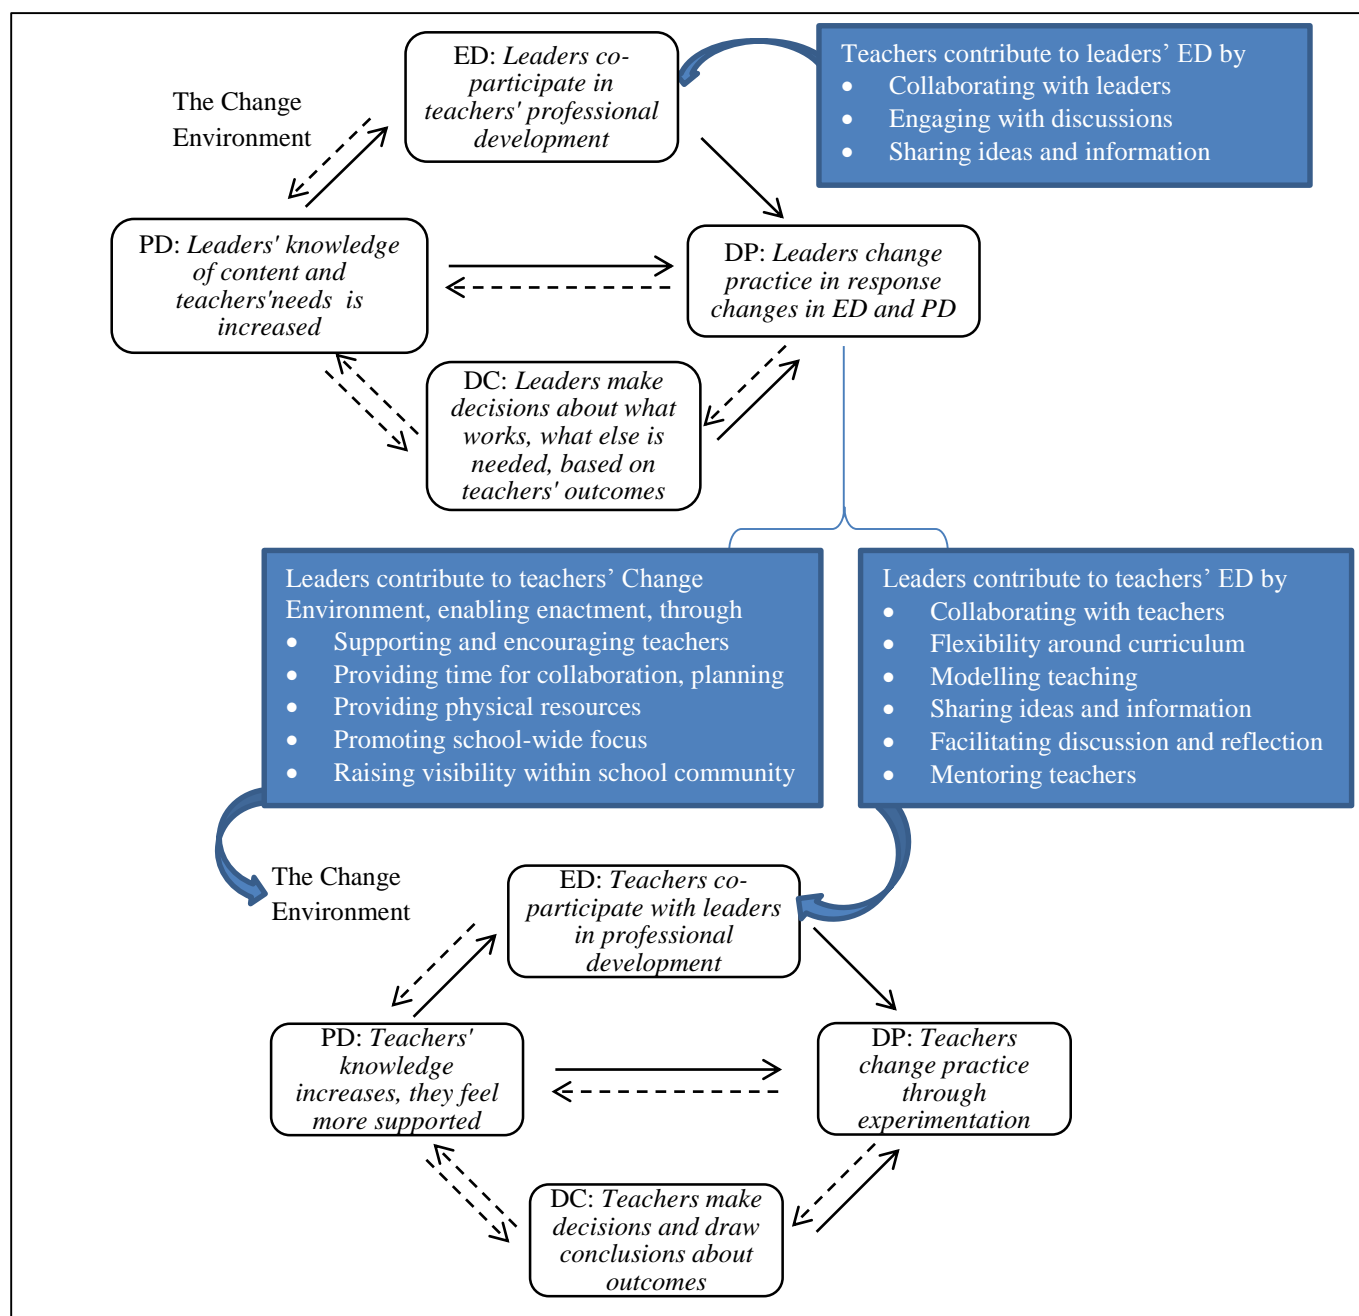 ED: Leaders co-
participate in
teachers' professional
development
Teachers contribute to leaders’ ED by
• Collaborating with leaders
• Engaging with discussions
• Sharing ideas and information
The Change
Environment
PD: Leaders' knowledge
of content and
teachers'needs is
increased
DP: Leaders change
practice in response
changes in ED and PD
DC: Leaders make
decisions about what
works, what else is
needed, based on
teachers' outcomes
Leaders contribute to teachers’ Change
Environment, enabling enactment, through
• Supporting and encouraging teachers
• Providing time for collaboration, planning
• Providing physical resources
• Promoting school-wide focus
• Raising visibility within school community
Leaders contribute to teachers’ ED by
• Collaborating with teachers
• Flexibility around curriculum
• Modelling teaching
• Sharing ideas and information
• Facilitating discussion and reflection
• Mentoring teachers
The Change
Environment
ED: Teachers co-
participate with leaders
in professional
development
PD: Teachers'
knowledge
increases, they feel
more supported
DP: Teachers
change practice
through
experimentation
DC: Teachers make
decisions and draw
conclusions about
outcomes